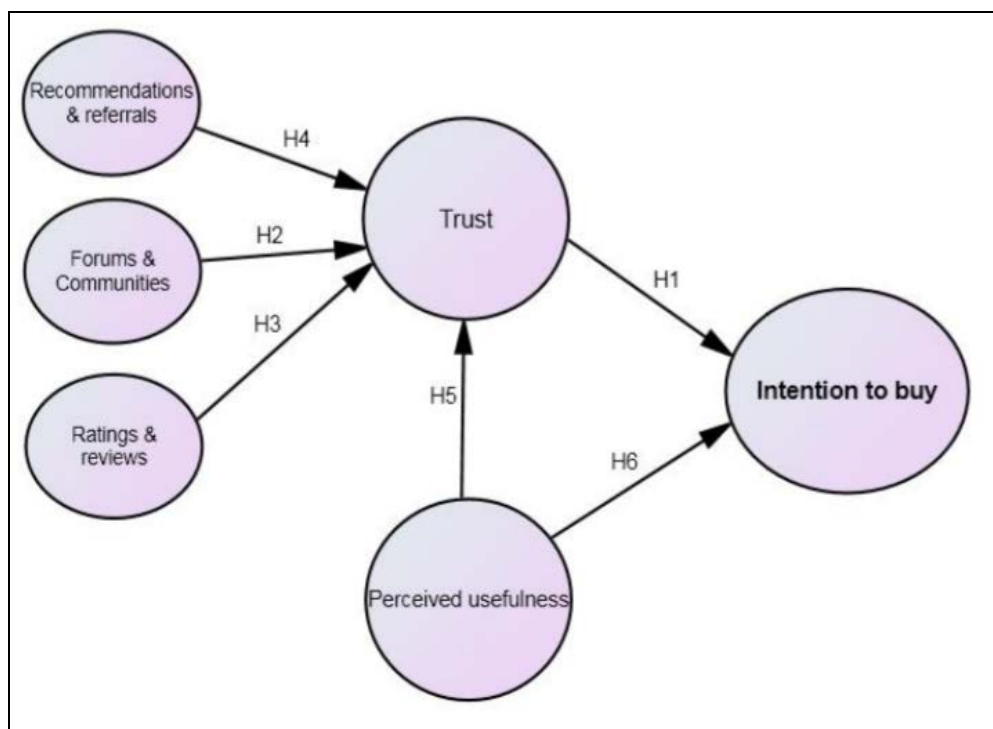 Recommendations
& referrals
H4
Trust
Forums &
Communities
H2
H3
H1
Intention to buy
Ratings &
reviews
H5
H6
Perceived usefulness